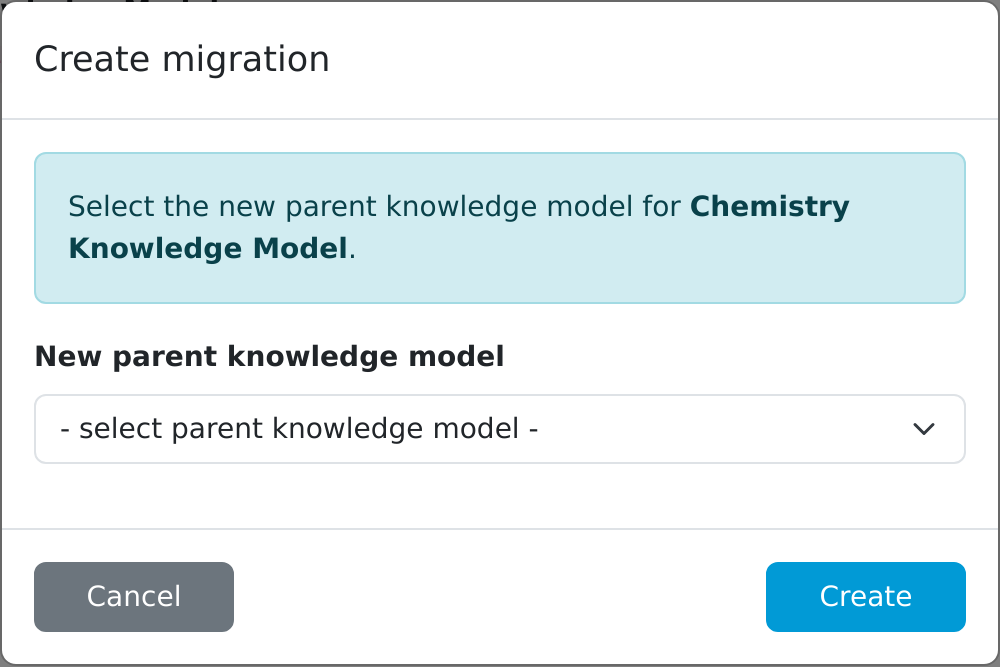 Create migration
Select the new parent knowledge model for Chemistry
Knowledge Model.
New parent knowledge model
- select parent knowledge model -
Cancel
Create